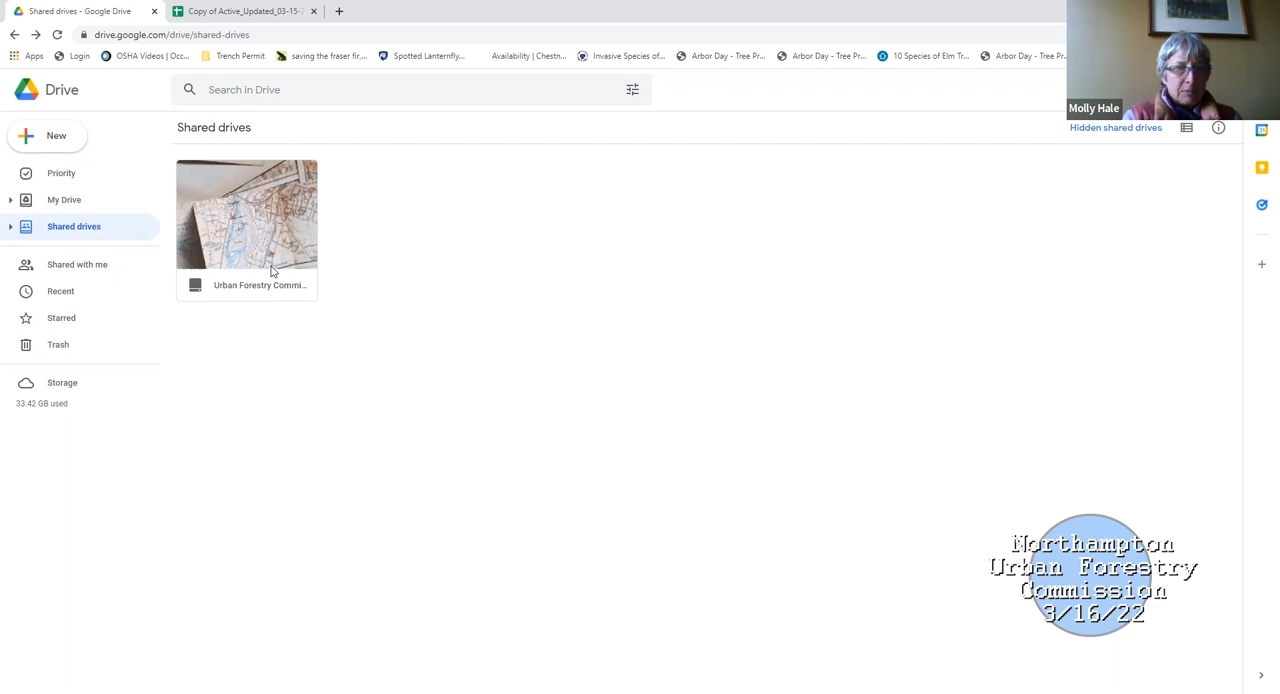 Shared drives - Google Drive
Copy of Active_Updated_03-15-2
drive.google.com/drive/shared-drives
Apps Login OSHA Videos | Occ... Trench Permit saving the fraser fir,... Spotted Lanternfly... Availability | Chestn... Invasive Species of... Arbor Day - Tree Pr... Arbor Day - Tree Pr... 10 Species of Elm Tr... Arbor Day - Tree Pr
Molly Hale
Drive
Search in Drive
New
Shared drives
Hidden shared drives
Priority
My Drive
Shared drives
Shared with me
Recent
Starred
Trash
Storage
33.42 GB used
Urban Forestry Commi...
Northampton
Urban Forestry
Commission
3/16/22